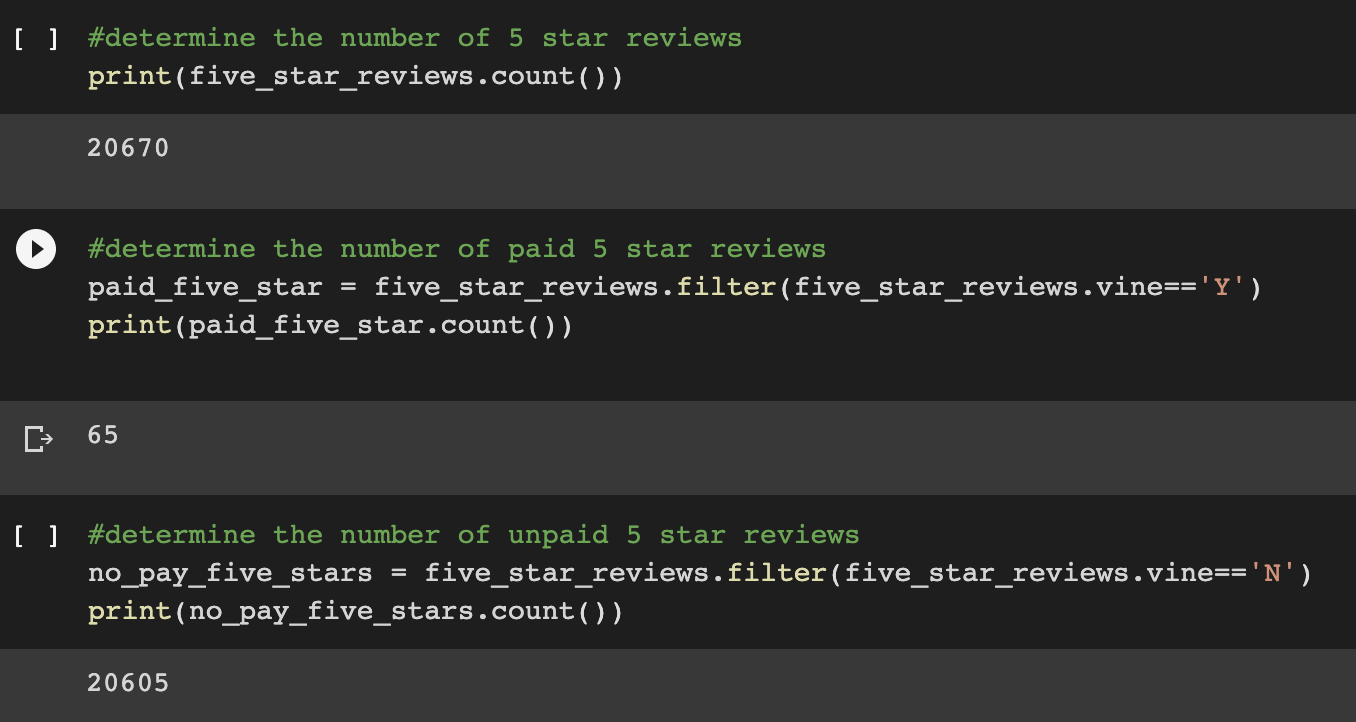 [ ] #determine the number of 5 star reviews
print(five_star_reviews.count())
20670
#determine the number of paid 5 star reviews
paid_five_star = five_star_reviews.filter(five_star_reviews.vine=='Y')
print(paid_five_star.count())
65
[ ] #determine the number of unpaid 5 star reviews
no_pay_five_stars = five_star_reviews.filter(five_star_reviews.vine=='N')
print(no_pay_five_stars.count())
20605